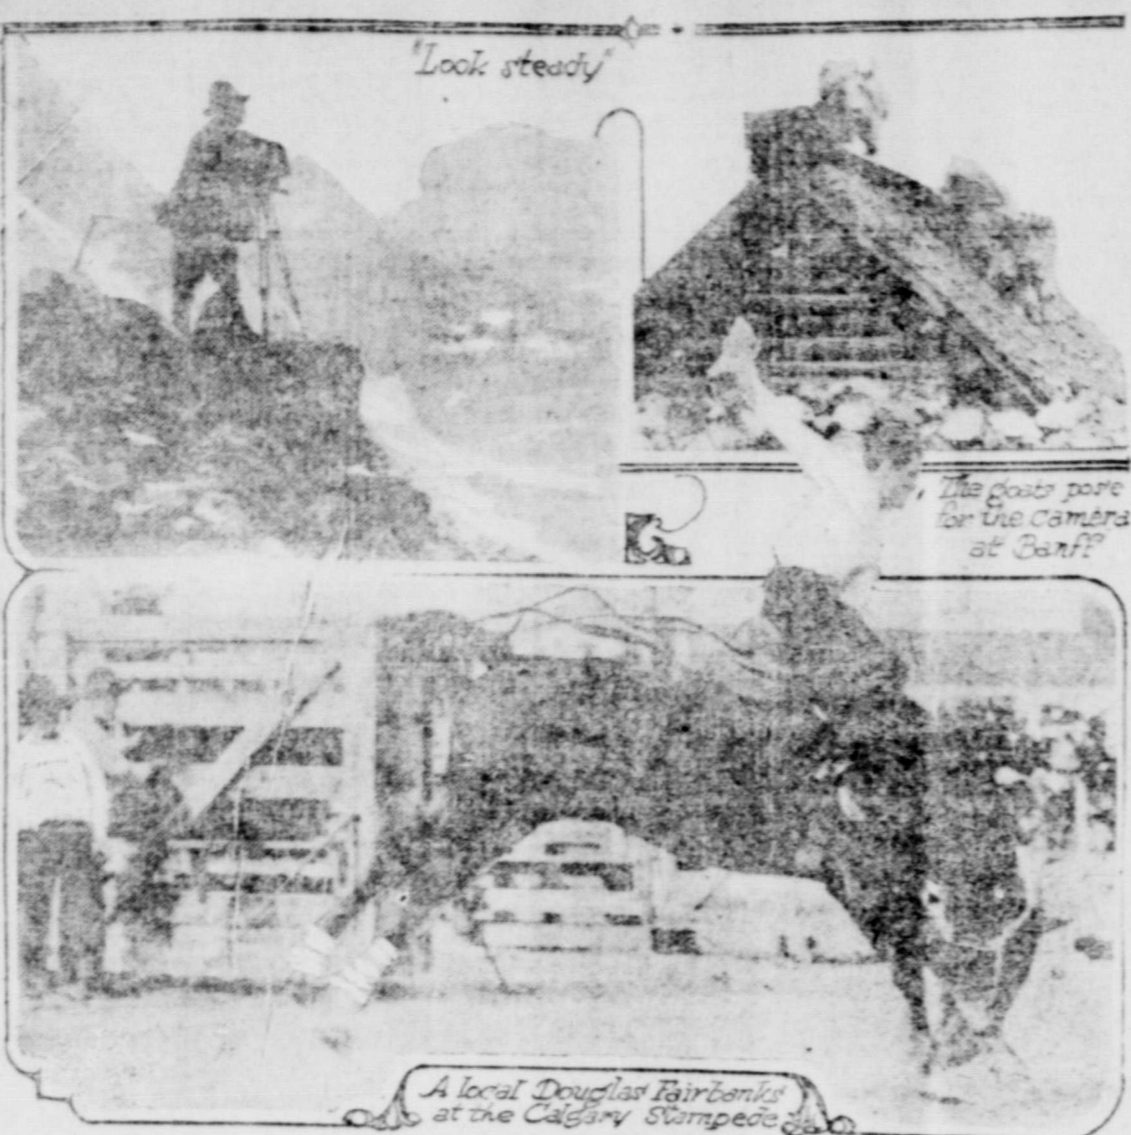 "Look steady"
The goats pose
for the camera
at Banff
A local Douglas Fairbanks
at the Calgary Stampede